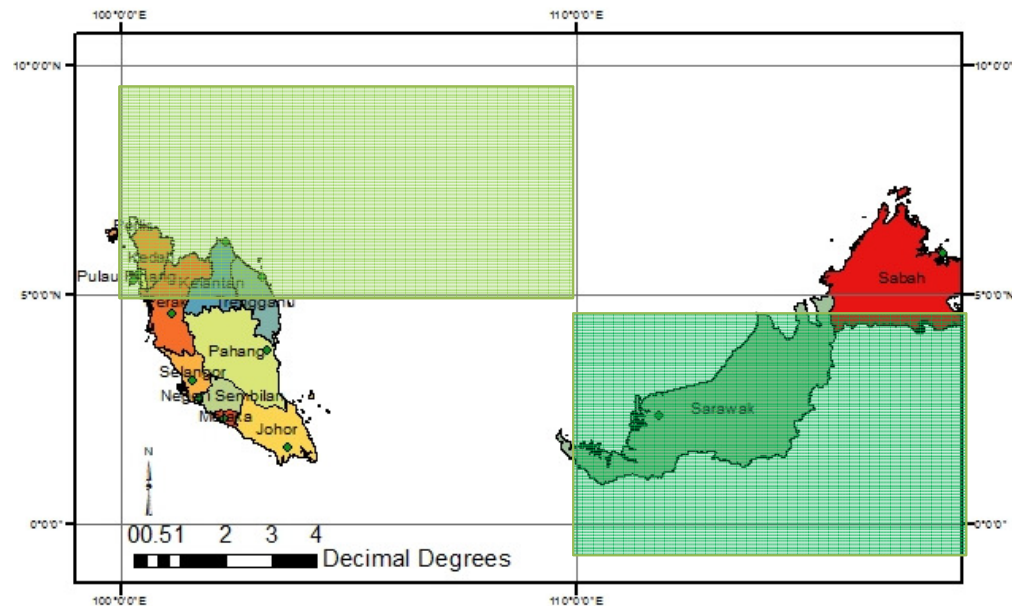 100°0'0"E 110°0'0"E
10°0'0"N 10°0'0"N
Kedah
Pulau Pinang
Kelantan
5°0'0"N 5°0'0"N
Sabah
Perak Trengganu
Pahang
Selangor
Negeri Sembilan
Melaka
Sarawak
Johor
N
0°0'0" 0°0'0"
0 0.5 1 2 3 4
Decimal Degrees
100°0'0"E 110°0'0"E